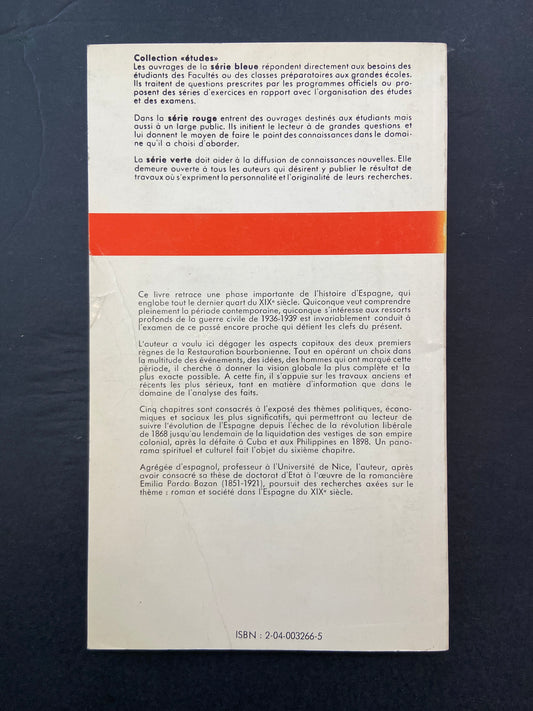 Collection «études»
Les ouvrages de la série bleue répondent directement aux besoins des
étudiants des Facultés ou des classes préparatoires aux grandes écoles.
Ils traitent de questions prescrites par les programmes officiels ou pro-
posent des séries d'exercices en rapport avec l'organisation des études
et des examens.
Dans la série rouge entrent des ouvrages destinés aux étudiants mais
aussi à un large public. Ils initient le lecteur à de grandes questions et
lui donnent le moyen de faire le point des connaissances dans le domai-
ne qu'il a choisi d'aborder.
La série verte doit aider à la diffusion de connaissances nouvelles. Elle
demeure ouverte à tous les auteurs qui désirent y publier le résultat de
travaux où s'expriment la personnalité et l'originalité de leurs recherches.
Ce livre retrace une phase importante de l'histoire d'Espagne, qui
englobe tout le dernier quart du XIXe siècle. Quiconque veut comprendre
pleinement la période contemporaine, quiconque s'intéresse aux ressorts
profonds de la guerre civile de 1936-1939 est invariablement conduit à
l'examen de ce passé encore proche qui détient les clefs du présent.
L'auteur a voulu ici dégager les aspects capitaux des deux premiers
règnes de la Restauration bourbonienne. Tout en opérant un choix dans
la multitude des événements, des idées, des hommes qui ont marqué cette
période, il cherche à donner la vision globale la plus complète et la
plus exacte possible. A cette fin, il s'appuie sur les travaux anciens et
récents les plus sérieux, tant en matière d'information que dans le
domaine de l'analyse des faits.
Cinq chapitres sont consacrés à l'exposé des thèmes politiques, écono-
miques et sociaux les plus significatifs, qui permettront au lecteur de
suivre l'évolution de l'Espagne depuis l'échec de la révolution libérale
de 1868 jusqu'au lendemain de la liquidation des vestiges de son empire
colonial, après la défaite à Cuba et aux Philippines en 1898. Un pano-
rama spirituel et culturel fait l'objet du sixième chapitre.
Agrégée d'espagnol, professeur à l'Université de Nice, l'auteur, après
avoir consacré sa thèse de doctorat d'Etat à l'œuvre de la romancière
Emilia Pardo Bazan (1851-1921), poursuit des recherches axées sur le
thème : roman et société dans l'Espagne du XIXe siècle.
ISBN : 2-04-003266-5